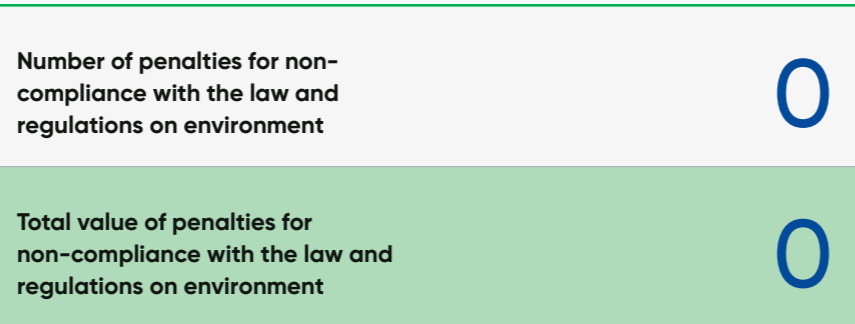 Number of penalties for non-
compliance with the law and
regulations on environment
0
Total value of penalties for
non-compliance with the law and
regulations on environment
0